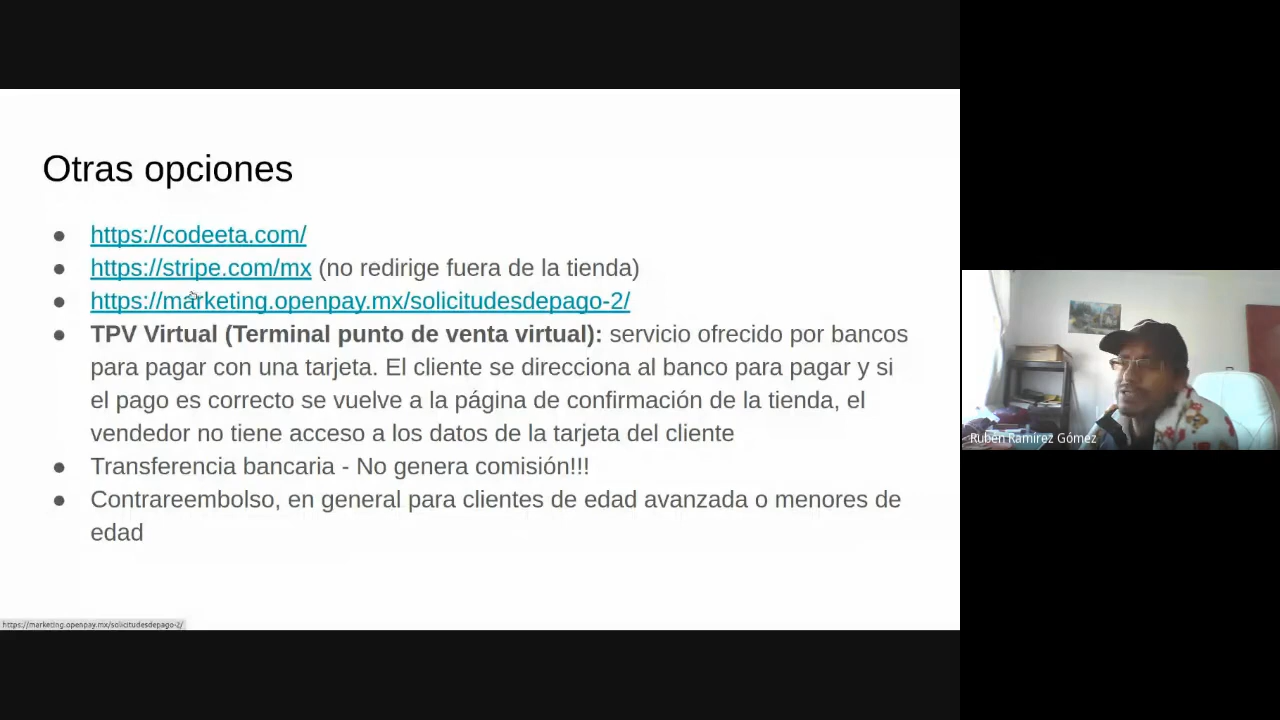 Otras opciones
https://codeeta.com/
https://stripe.com/mx (no redirige fuera de la tienda)
https://marketing.openpay.mx/solicitudesdepago-2/
TPV Virtual (Terminal punto de venta virtual): servicio ofrecido por bancos
para pagar con una tarjeta. El cliente se direcciona al banco para pagar y si
el pago es correcto se vuelve a la página de confirmación de la tienda, el
vendedor no tiene acceso a los datos de la tarjeta del cliente
Transferencia bancaria - No genera comisión!!!
Contrareembolso, en general para clientes de edad avanzada o menores de
edad
https://marketing.openpay.mx/solicitudesdepago-2/
Rubén Ramírez Gómez